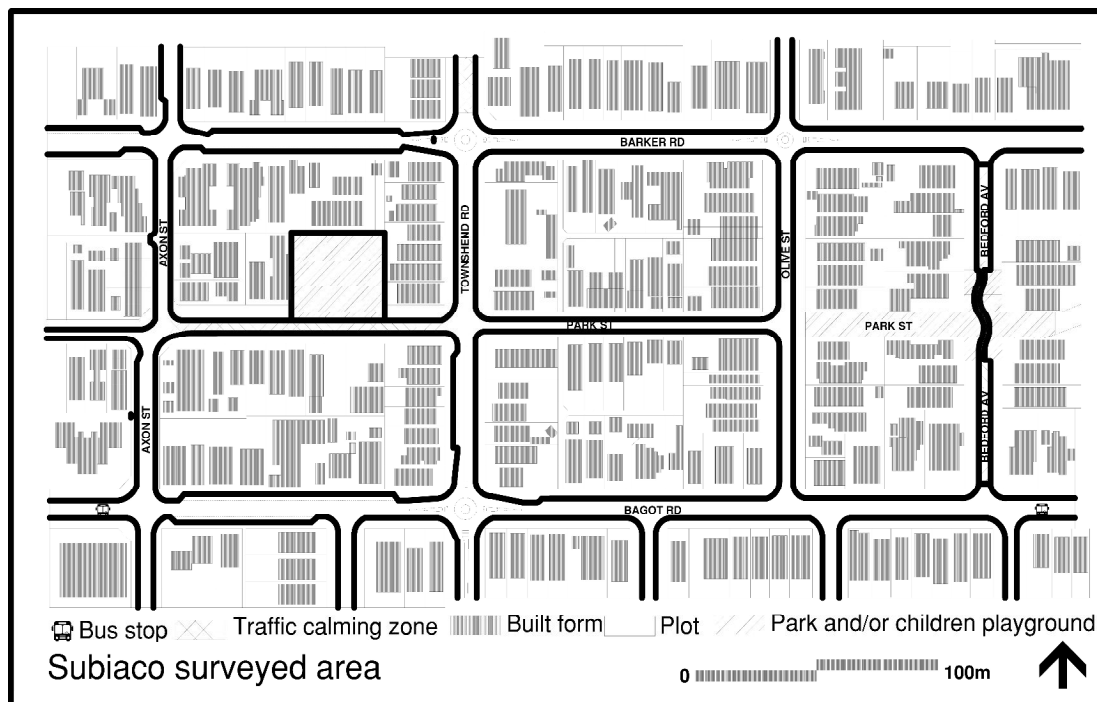 BARKER RD
AXON ST
TOWNSHEND RD
OLIVE ST
BEDFORD AV
PARK ST
PARK ST
AXON ST
BEDFORD AV
BAGOT RD
Bus stop Traffic calming zone Built form Plot Park and/or children playground
Subiaco surveyed area
0 100m